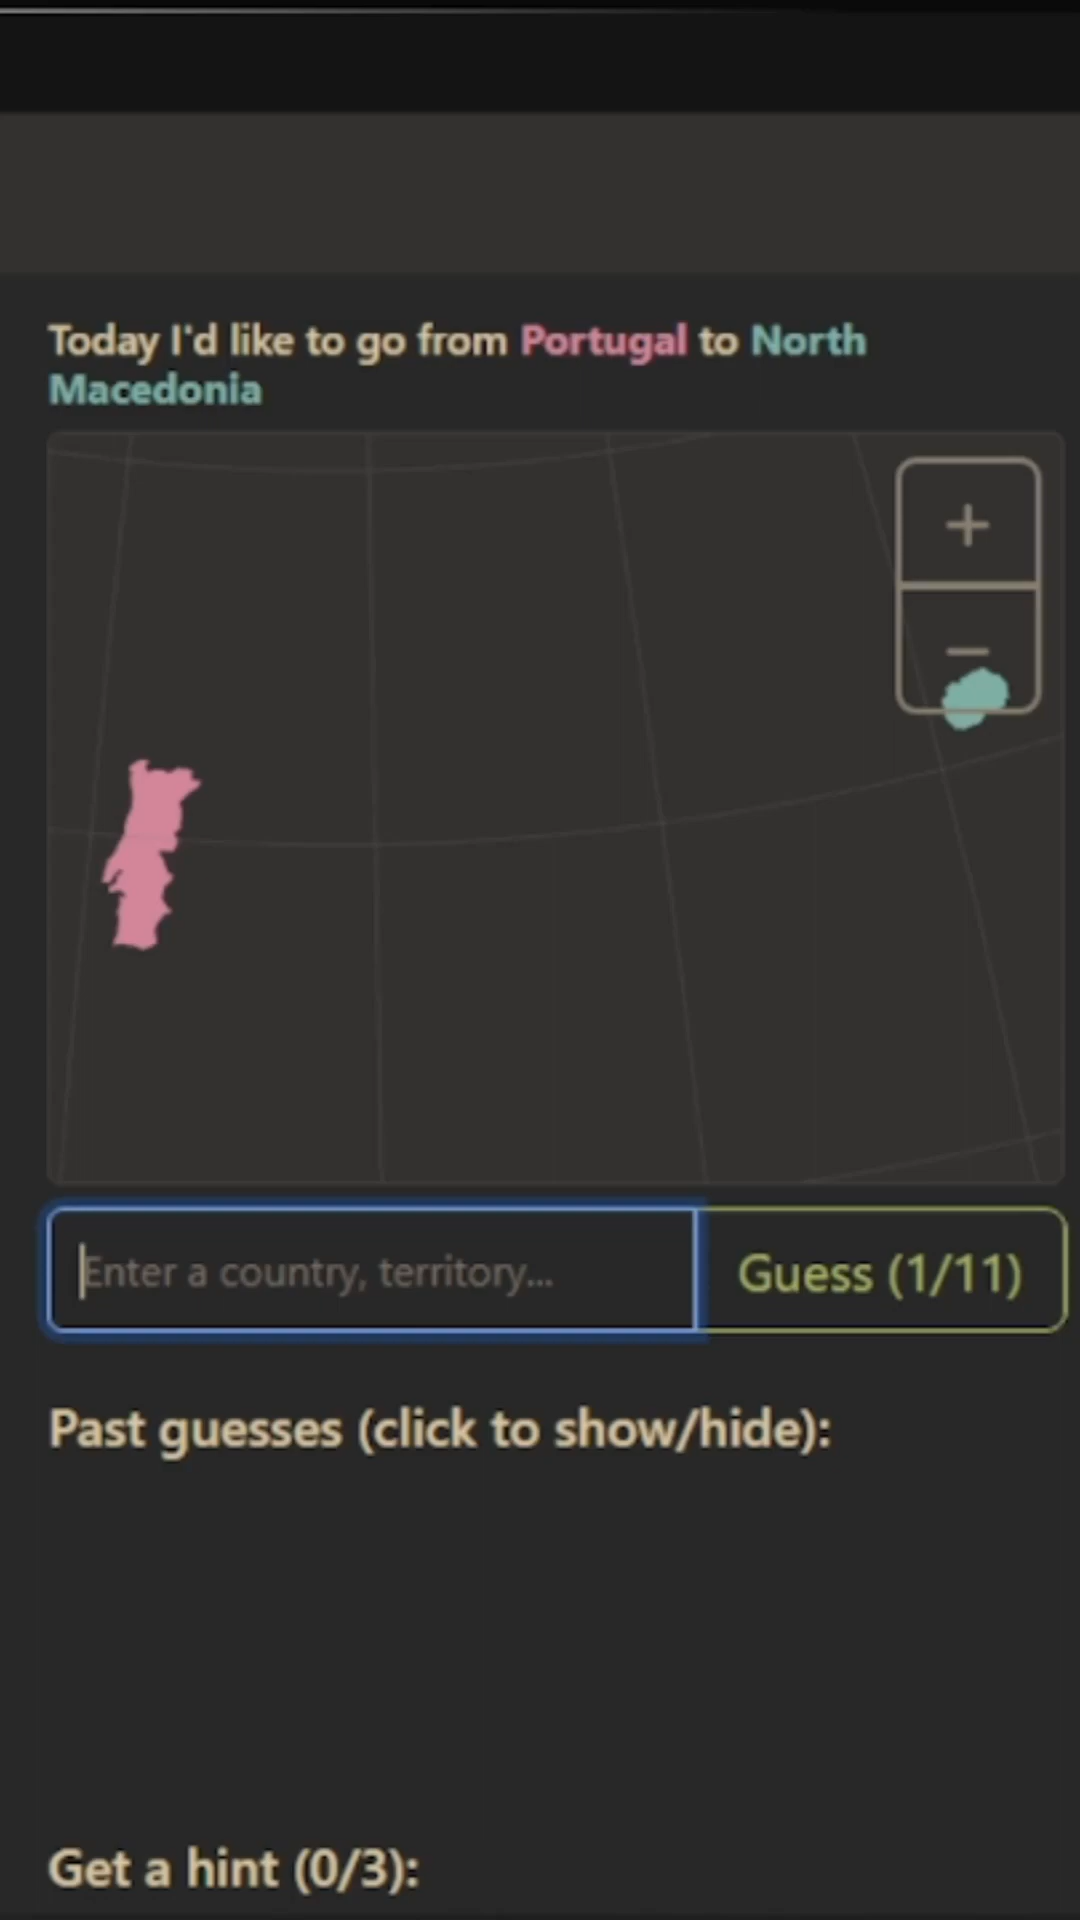 Today I'd like to go from Portugal to North
Macedonia
+
−
Enter a country, territory...
Guess (1/11)
Past guesses (click to show/hide):
Get a hint (0/3):